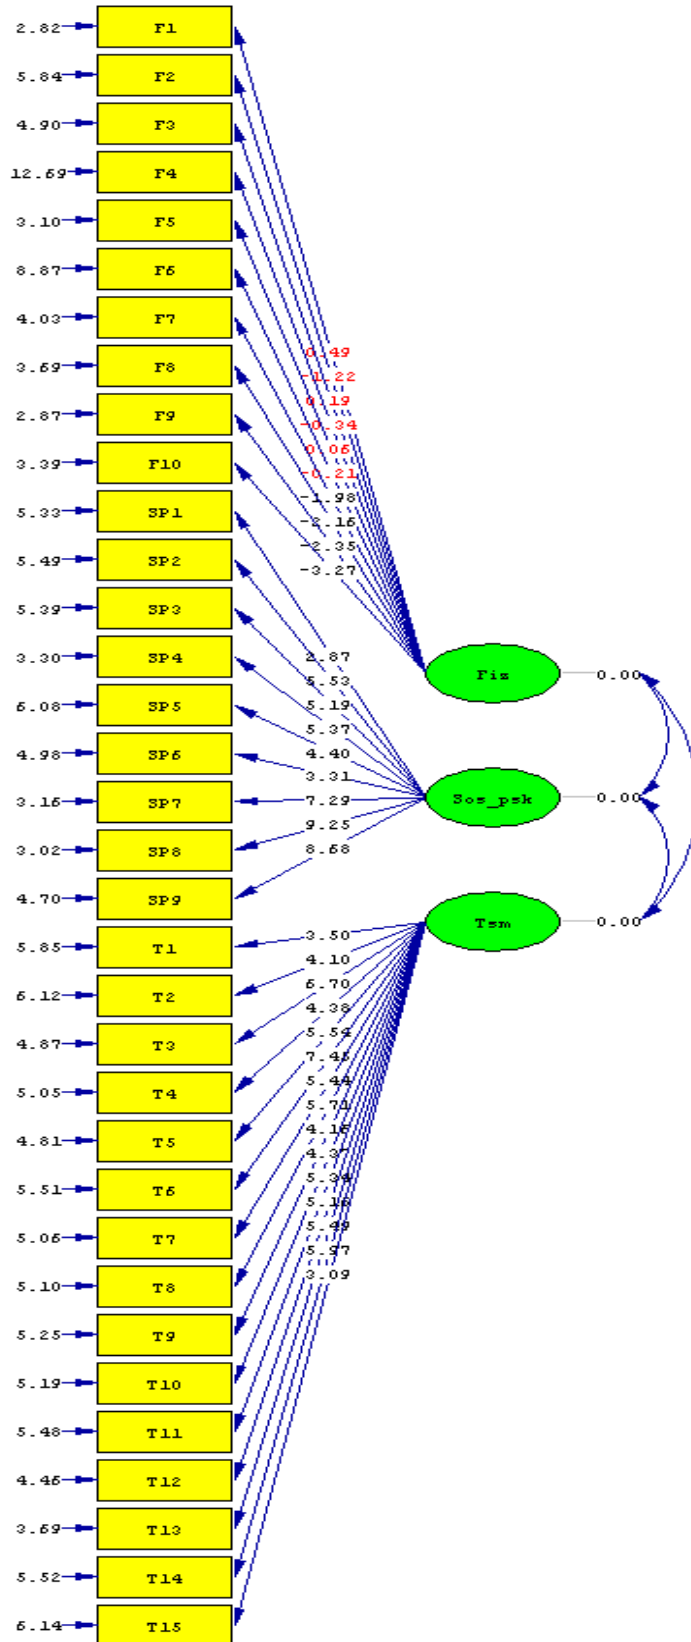 2.82 F1
5.84 F2
4.90 F3
12.69 F4
3.10 F5
8.87 F6
4.03 F7
3.69 F8
2.87 F9
3.39 F10
5.33 SP1
5.49 SP2
5.39 SP3
3.30 SP4
6.08 SP5
4.98 SP6
3.16 SP7
3.02 SP8
4.70 SP9
5.85 T1
6.12 T2
4.87 T3
5.05 T4
4.81 T5
5.51 T6
5.06 T7
5.10 T8
5.25 T9
5.19 T10
5.48 T11
4.46 T12
3.69 T13
5.52 T14
6.14 T15
0.49
-1.22
0.19
-0.34
0.06
-0.21
-1.98
-2.16
-2.35
-3.27
2.87
5.53
5.19
5.37
4.40
3.31
7.29
9.25
8.68
3.50
4.10
6.70
4.38
5.54
7.45
5.44
5.71
4.16
4.37
5.34
5.16
5.49
5.97
3.09
Fiz 0.00
Sos_psk 0.00
Tsm 0.00